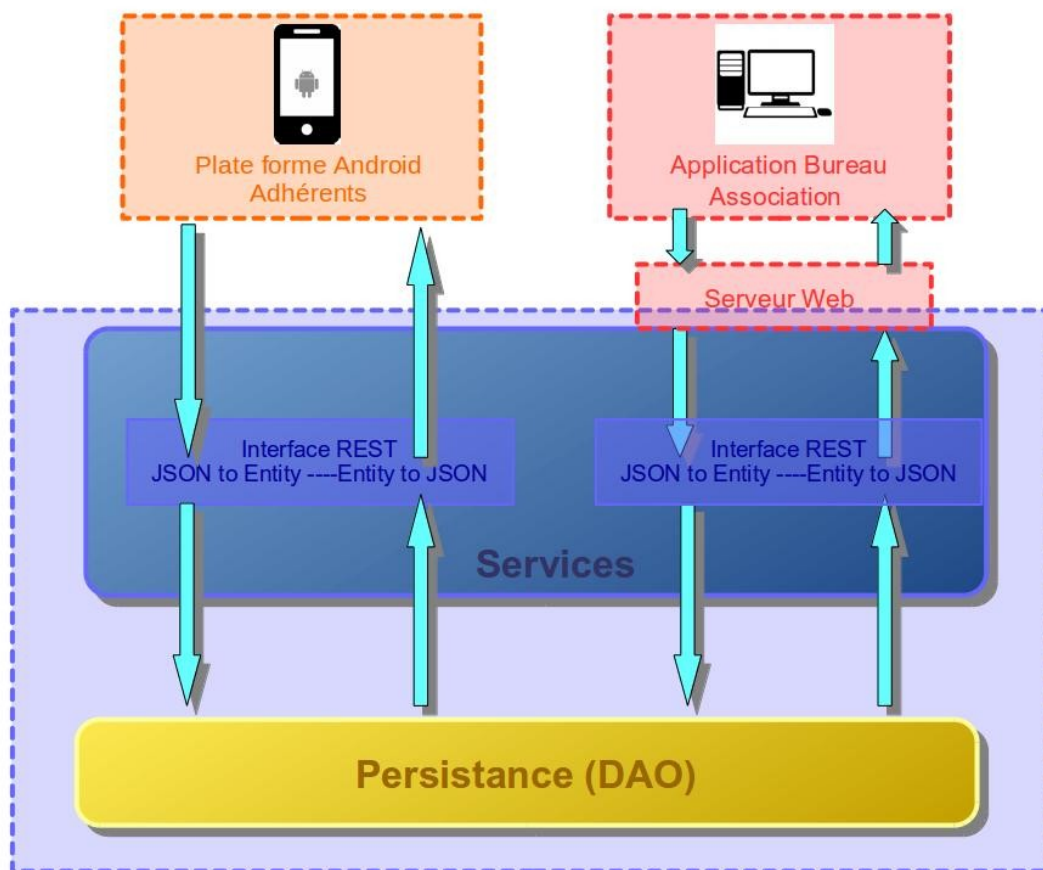 Plate forme Android
Adhérents
Application Bureau
Association
Serveur Web
Interface REST
JSON to Entity ----Entity to JSON
Interface REST
JSON to Entity ----Entity to JSON
Services
Persistance (DAO)